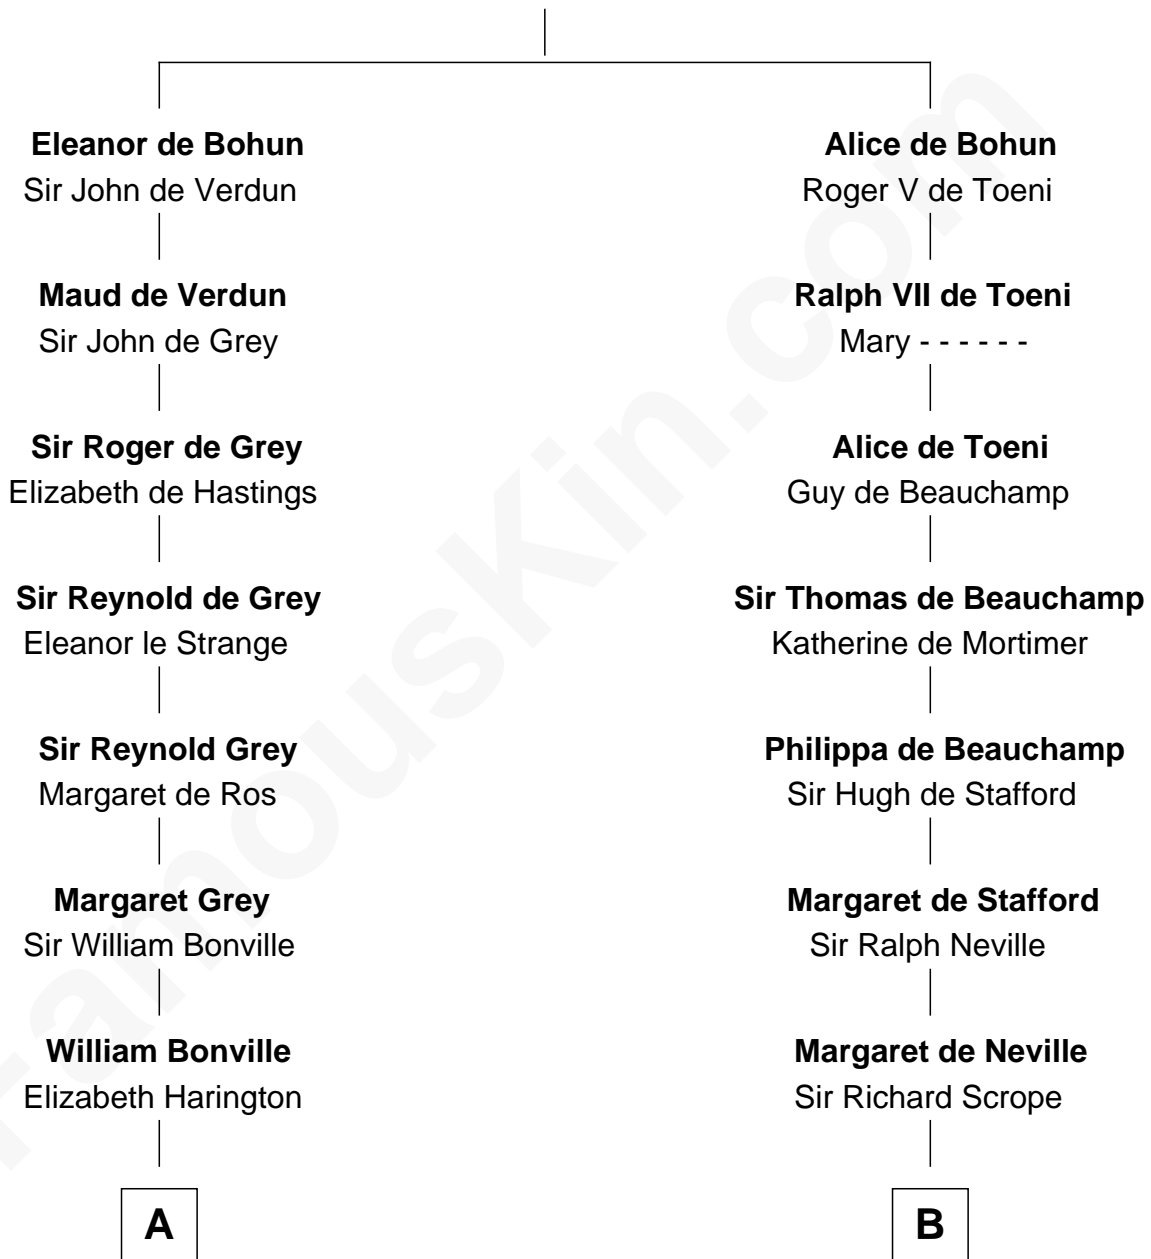 Eleanor de Bohun
Sir John de Verdun
Alice de Bohun
Roger V de Toeni
Maud de Verdun
Sir John de Grey
Ralph VII de Toeni
Mary - - - - - -
Sir Roger de Grey
Elizabeth de Hastings
Alice de Toeni
Guy de Beauchamp
Sir Reynold de Grey
Eleanor le Strange
Sir Thomas de Beauchamp
Katherine de Mortimer
Sir Reynold Grey
Margaret de Ros
Philippa de Beauchamp
Sir Hugh de Stafford
Margaret Grey
Sir William Bonville
Margaret de Stafford
Sir Ralph Neville
William Bonville
Elizabeth Harington
Margaret de Neville
Sir Richard Scrope
A
B
FamousKin.com